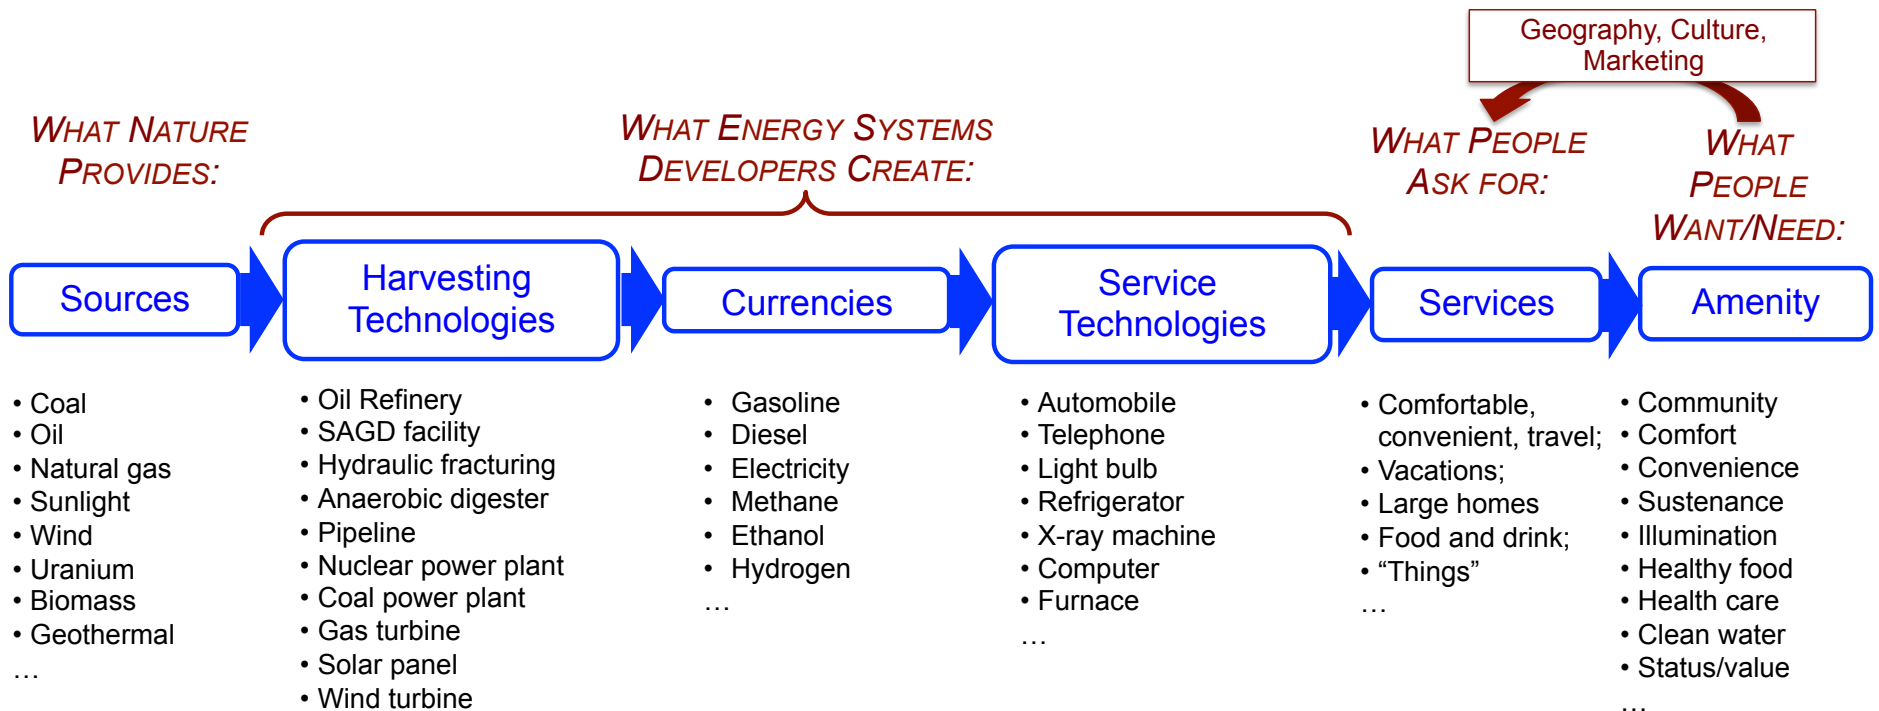 Geography, Culture,
Marketing
WHAT NATURE
PROVIDES:
WHAT ENERGY SYSTEMS
DEVELOPERS CREATE:
WHAT PEOPLE
ASK FOR:
WHAT
PEOPLE
WANT/NEED:
Sources
Harvesting
Technologies
Currencies
Service
Technologies
Services
Amenity
• Coal
• Oil
• Natural gas
• Sunlight
• Wind
• Uranium
• Biomass
• Geothermal
…
• Oil Refinery
• SAGD facility
• Hydraulic fracturing
• Anaerobic digester
• Pipeline
• Nuclear power plant
• Coal power plant
• Gas turbine
• Solar panel
• Wind turbine
• Gasoline
• Diesel
• Electricity
• Methane
• Ethanol
• Hydrogen
…
• Automobile
• Telephone
• Light bulb
• Refrigerator
• X-ray machine
• Computer
• Furnace
…
• Comfortable,
convenient, travel;
• Vacations;
• Large homes
• Food and drink;
• “Things”
…
• Community
• Comfort
• Convenience
• Sustenance
• Illumination
• Healthy food
• Health care
• Clean water
• Status/value
…